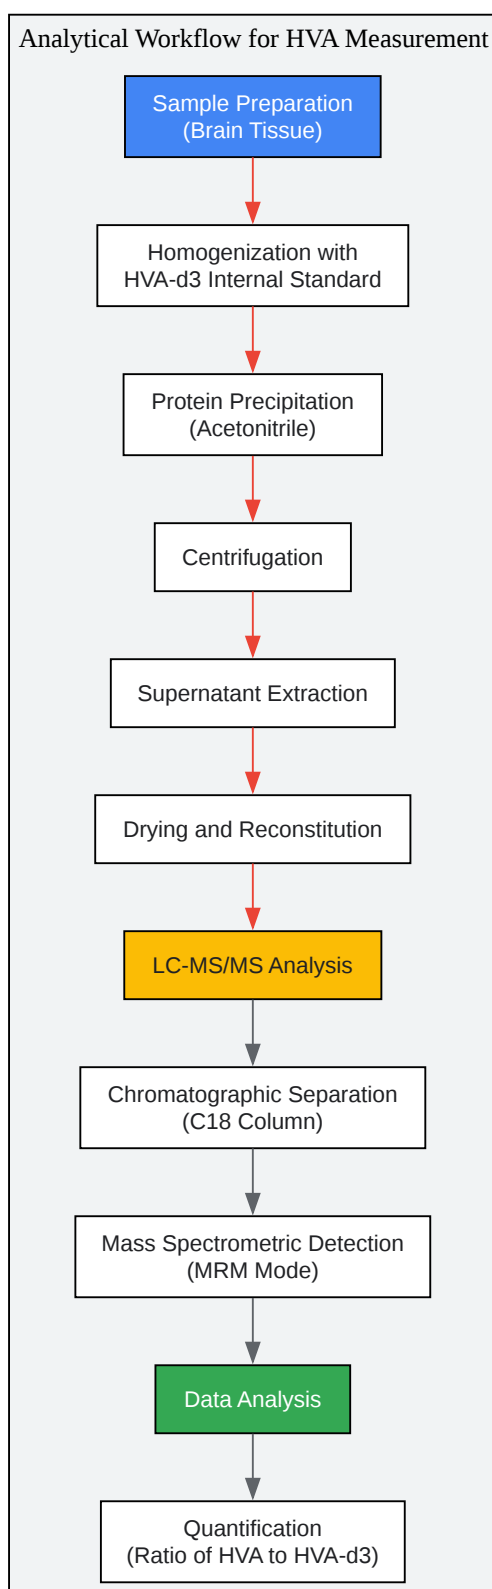 Analytical Workflow for HVA Measurement
Sample Preparation
(Brain Tissue)
Homogenization with
HVA-d3 Internal Standard
Protein Precipitation
(Acetonitrile)
Centrifugation
Supernatant Extraction
Drying and Reconstitution
LC-MS/MS Analysis
Chromatographic Separation
(C18 Column)
Mass Spectrometric Detection
(MRM Mode)
Data Analysis
Quantification
(Ratio of HVA to HVA-d3)